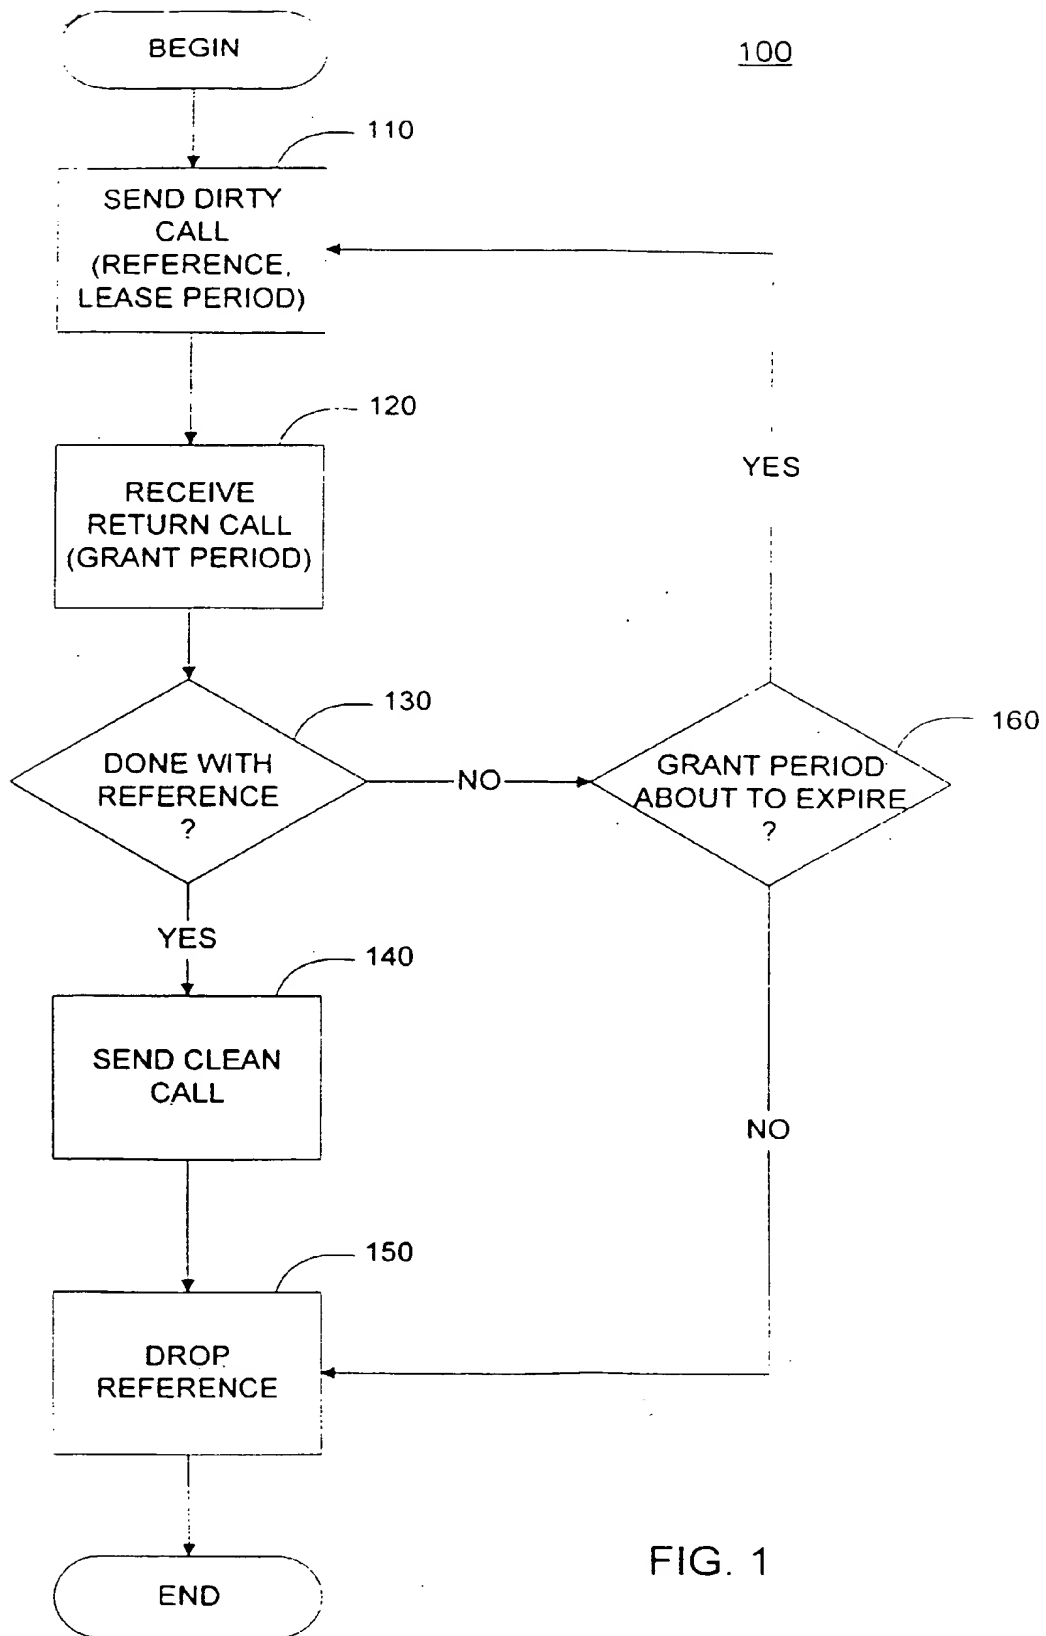 BEGIN
100
110
SEND DIRTY
CALL
(REFERENCE,
LEASE PERIOD)
120
RECEIVE
RETURN CALL
(GRANT PERIOD)
YES
130
DONE WITH
REFERENCE
?
NO
160
GRANT PERIOD
ABOUT TO EXPIRE
?
YES
140
SEND CLEAN
CALL
NO
150
DROP
REFERENCE
END
FIG. 1